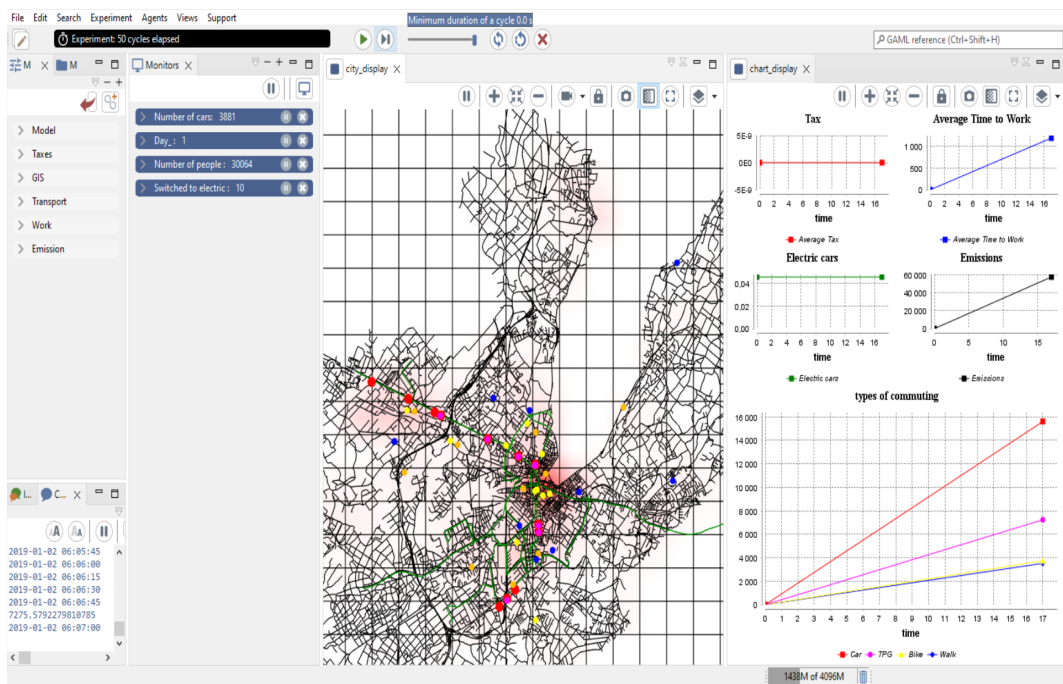 File Edit Search Experiment Agents Views Support
Minimum duration of a cycle 0.0 s
Experiment: 50 cycles elapsed
GAML reference (Ctrl+Shift+H)
M
M
Monitors
city_display
chart_display
Model
Taxes
GIS
Transport
Work
Emission
Number of cars: 3881
Day_: 1
Number of people: 30064
Switched to electric: 10
I...
C...
AA
AA
2019-01-02 06:05:45
2019-01-02 06:06:00
2019-01-02 06:06:15
2019-01-02 06:06:30
2019-01-02 06:06:45
7275.5792279810785
2019-01-02 06:07:00
Tax
5E-9
0E0
-5E-9
0 2 4 6 8 10 12 14 16
time
Average Tax
Average Time to Work
1 000
500
0
0 2 4 6 8 10 12 14 16
time
Average Time to Work
Electric cars
0,04
0,02
0,00
0 2 4 6 8 10 12 14 16
time
Electric cars
Emissions
60 000
40 000
20 000
0
0 5 10 15
time
Emissions
types of commuting
16 000
14 000
12 000
10 000
8 000
6 000
4 000
2 000
0
0 1 2 3 4 5 6 7 8 9 10 11 12 13 14 15 16 17
time
Car TPG Bike Walk
1438M of 4096M